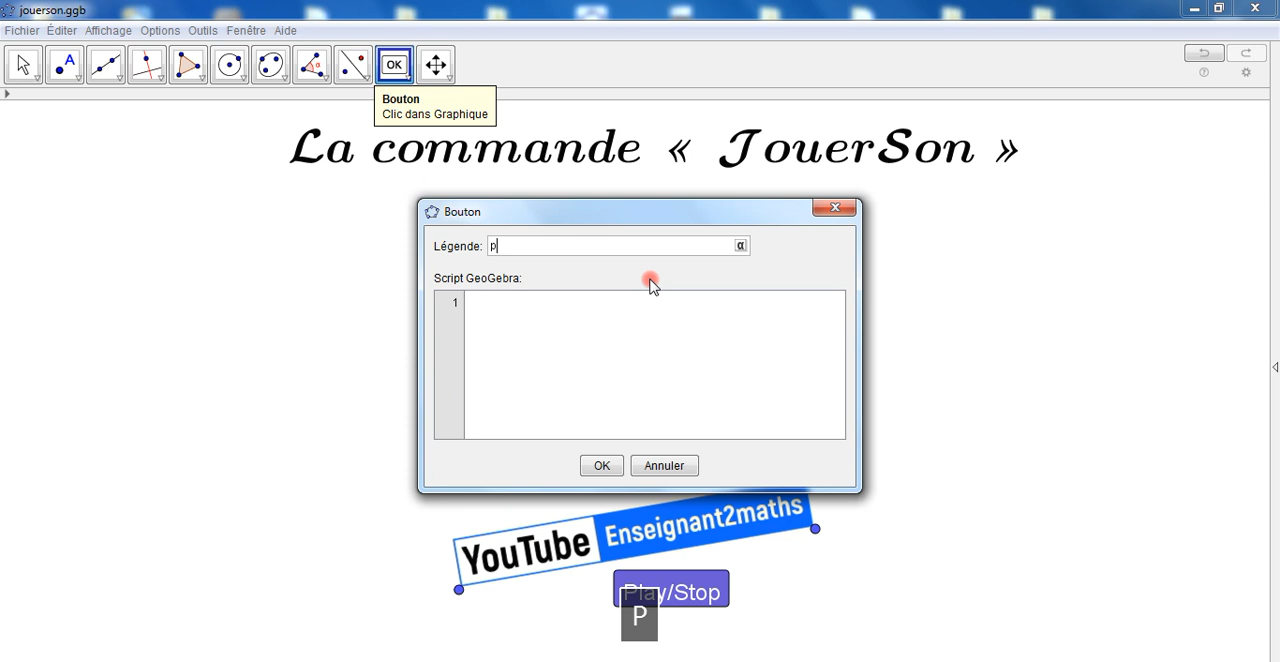 jouerson.ggb
Fichier Éditer Affichage Options Outils Fenêtre Aide
A OK
Bouton
Clic dans Graphique
La commande « JouerSon »
Bouton
Légende: p α
Script GeoGebra:
1
OK Annuler
YouTube Enseignant2maths
Play/Stop
P